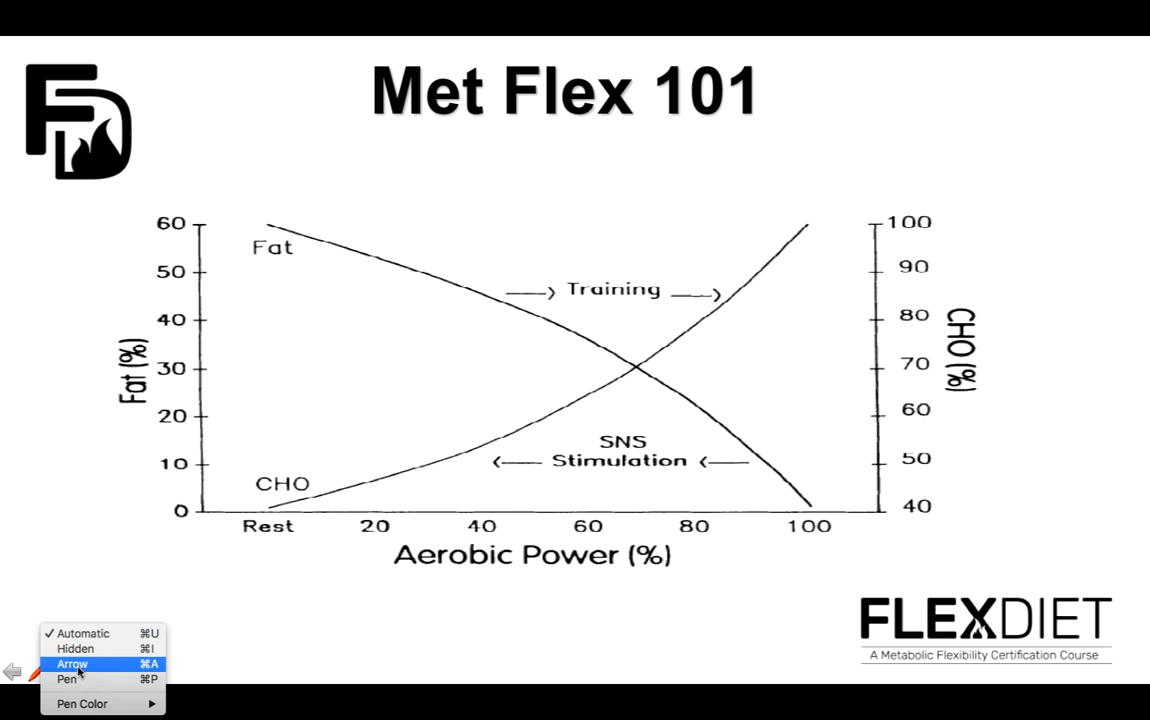 FD
Met Flex 101
60
50
40
30
20
10
0
Fat (%)
Fat
Training
SNS
Stimulation
CHO
100
90
80
70
60
50
40
CHO (%)
Rest 20 40 60 80 100
Aerobic Power (%)
FLEXDIET
A Metabolic Flexibility Certification Course
✓ Automatic ⌘U
Hidden ⌘I
Arrow ⌘A
Pen ⌘P
Pen Color ▶